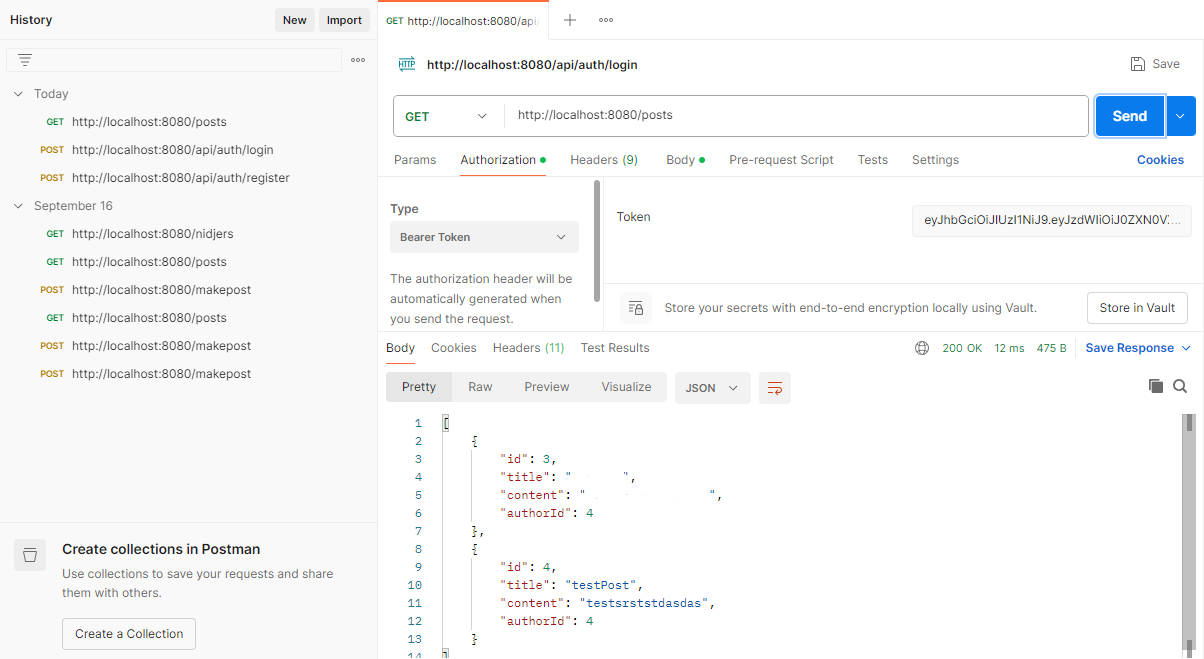 History
New
Import
GET http://localhost:8080/api
HTTP http://localhost:8080/api/auth/login
Save
Today
GET http://localhost:8080/posts
POST http://localhost:8080/api/auth/login
POST http://localhost:8080/api/auth/register
September 16
GET http://localhost:8080/nidjers
GET http://localhost:8080/posts
POST http://localhost:8080/makepost
GET http://localhost:8080/posts
POST http://localhost:8080/makepost
POST http://localhost:8080/makepost
Create collections in Postman
Use collections to save your requests and share
them with others.
Create a Collection
GET http://localhost:8080/posts
Send
Params Authorization Headers (9) Body Pre-request Script Tests Settings Cookies
Type
Bearer Token
The authorization header will be
automatically generated when
you send the request.
Token
...
Store your secrets with end-to-end encryption locally using Vault.
Store in Vault
Body Cookies Headers (11) Test Results
200 OK 12 ms 475 B Save Response
Pretty Raw Preview Visualize JSON
1 [
2 {
3 "id": 3,
4 "title": " ",
5 "content": " ",
6 "authorId": 4
7 },
8 {
9 "id": 4,
10 "title": "testPost",
11 "content": "testsrststdasdas",
12 "authorId": 4
13 }
14 ]